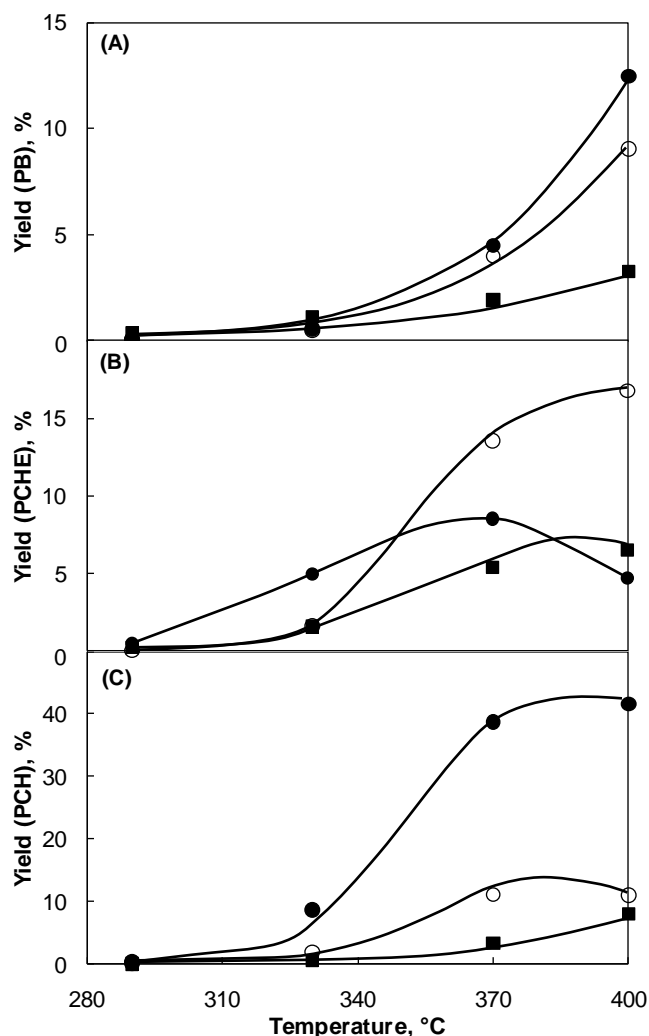 (A)
15
10
5
0
Yield (PB), %
(B)
15
10
5
0
Yield (PCHE), %
(C)
40
30
20
10
0
Yield (PCH), %
280 310 340 370 400
Temperature, °C